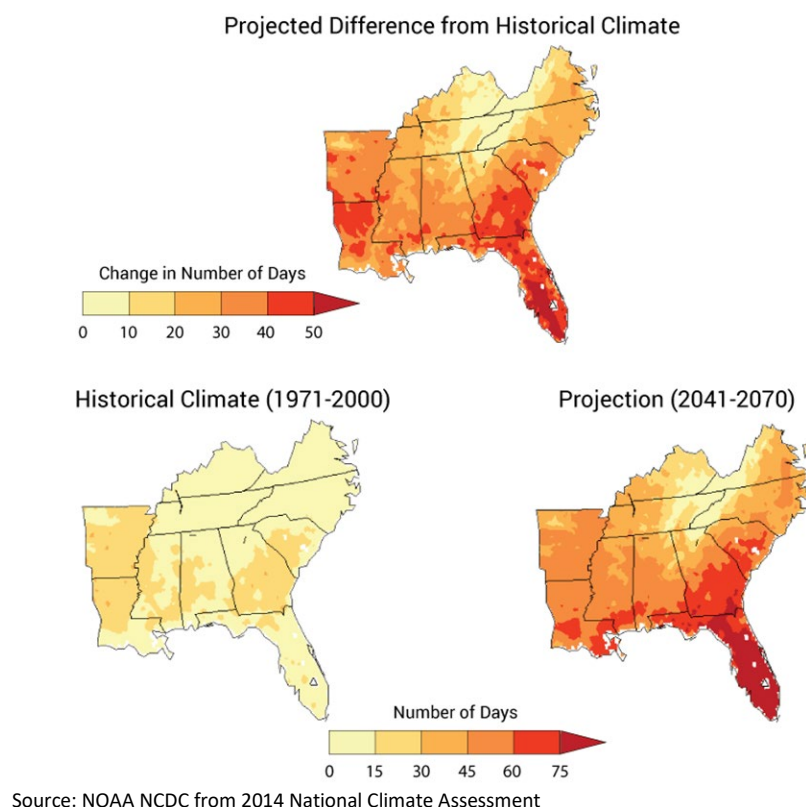 Projected Difference from Historical Climate
Change in Number of Days
0 10 20 30 40 50
Historical Climate (1971-2000)
Projection (2041-2070)
Number of Days
0 15 30 45 60 75
Source: NOAA NCDC from 2014 National Climate Assessment